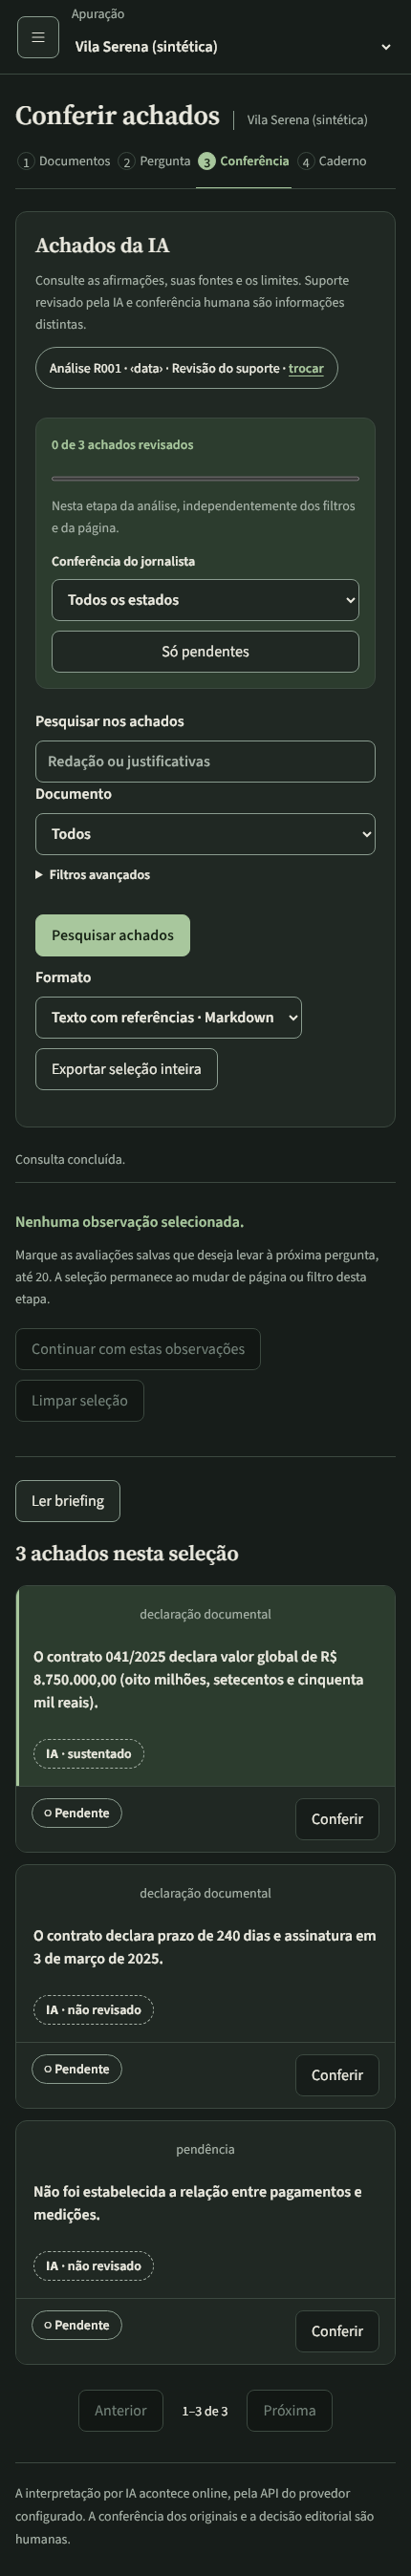 Apuração
Vila Serena (sintética)
Conferir achados
Vila Serena (sintética)
1 Documentos 2 Pergunta 3 Conferência 4 Caderno
Achados da IA
Consulte as afirmações, suas fontes e os limites. Suporte
revisado pela IA e conferência humana são informações
distintas.
Análise R001 · ‹data› · Revisão do suporte · trocar
0 de 3 achados revisados
Nesta etapa da análise, independentemente dos filtros
e da página.
Conferência do jornalista
Todos os estados
Só pendentes
Pesquisar nos achados
Redação ou justificativas
Documento
Todos
Filtros avançados
Pesquisar achados
Formato
Texto com referências · Markdown
Exportar seleção inteira
Consulta concluída.
Nenhuma observação selecionada.
Marque as avaliações salvas que deseja levar à próxima pergunta,
até 20. A seleção permanece ao mudar de página ou filtro desta
etapa.
Continuar com estas observações
Limpar seleção
Ler briefing
3 achados nesta seleção
declaração documental
O contrato 041/2025 declara valor global de R$
8.750.000,00 (oito milhões, setecentos e cinquenta
mil reais).
IA · sustentado
○ Pendente
Conferir
declaração documental
O contrato declara prazo de 240 dias e assinatura em
3 de março de 2025.
IA · não revisado
○ Pendente
Conferir
pendência
Não foi estabelecida a relação entre pagamentos e
medições.
IA · não revisado
○ Pendente
Conferir
Anterior 1–3 de 3 Próxima
A interpretação por IA acontece online, pela API do provedor
configurado. A conferência dos originais e a decisão editorial são
humanas.